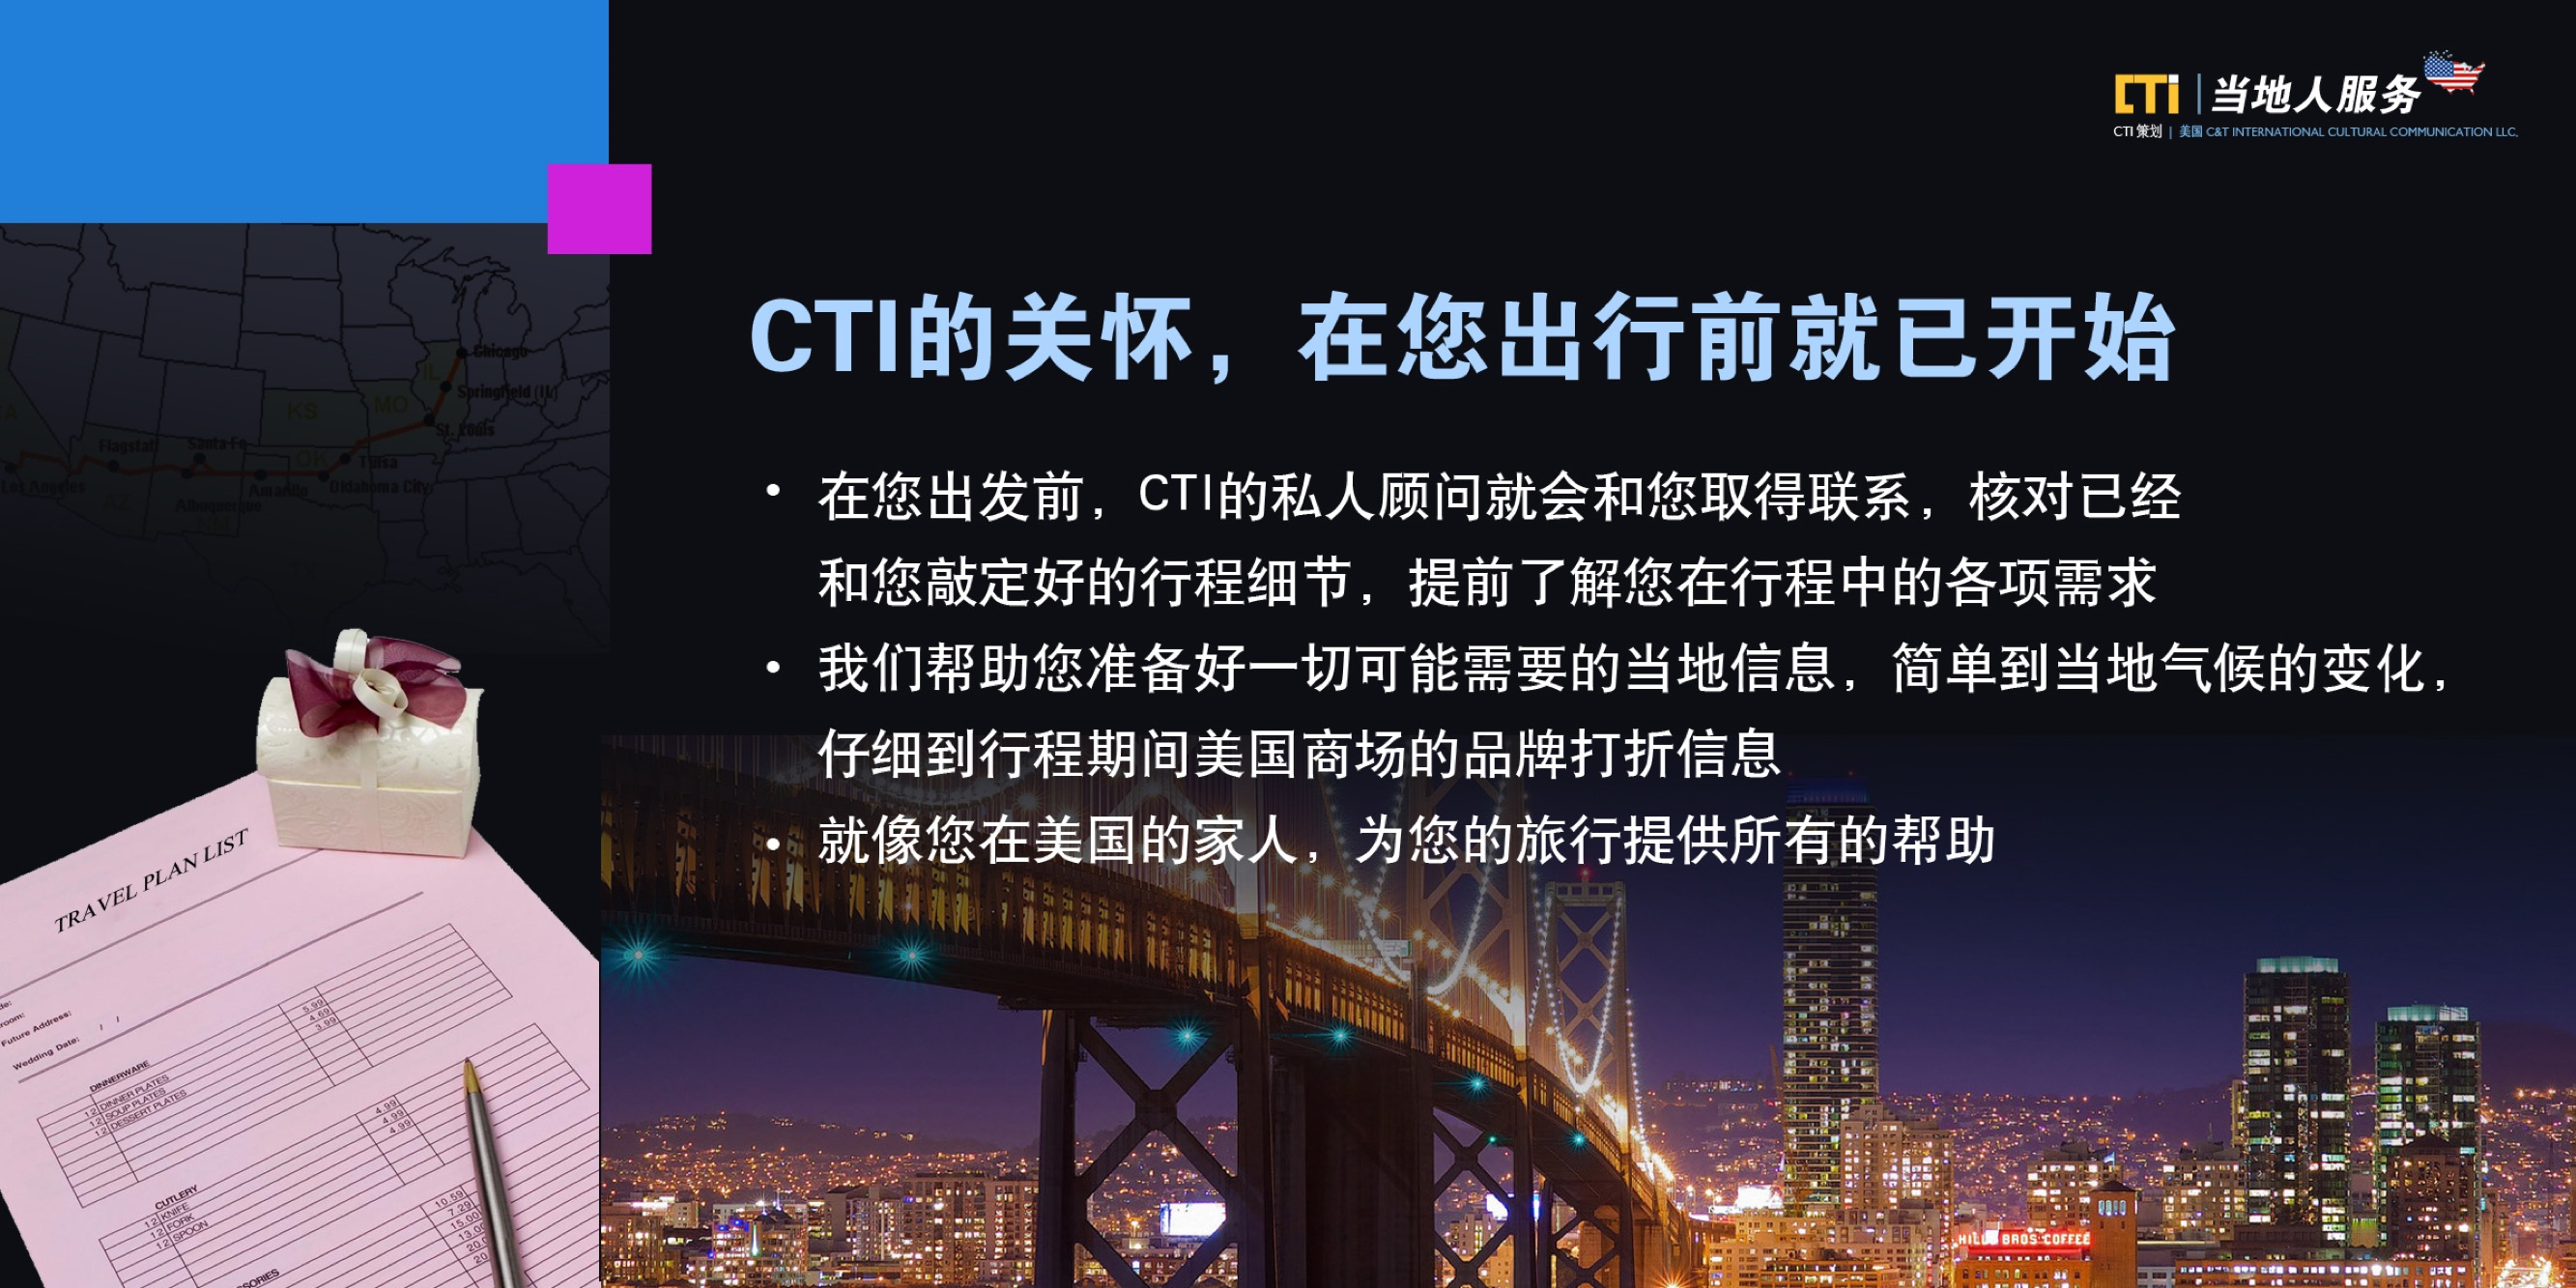 CTi 当地人服务
CTI 策划 | 美国 C&T INTERNATIONAL CULTURAL COMMUNICATION LLC.
CTI的关怀，在您出行前就已开始
• 在您出发前，CTI的私人顾问就会和您取得联系，核对已经
和您敲定好的行程细节，提前了解您在行程中的各项需求
• 我们帮助您准备好一切可能需要的当地信息，简单到当地气候的变化，
仔细到行程期间美国商场的品牌打折信息
• 就像您在美国的家人，为您的旅行提供所有的帮助
Chicago
IL
Springfield (IL)
KS
MO
St. Louis
Flagstaff
Santa Fe
OK
Tulsa
Los Angeles
AZ
Albuquerque
Amarillo
Oklahoma City
NM
TRAVEL PLAN LIST
Future Address:
Wedding Date: / /
DINNERWARE
12 DINNER PLATES 5.99
12 SOUP PLATES 4.69
12 DESSERT PLATES 3.99
CUTLERY
12 KNIFE 4.99
12 FORK 4.99
12 SPOON 4.99
10.59
7.29
15.00
HILLS BROS COFFEE